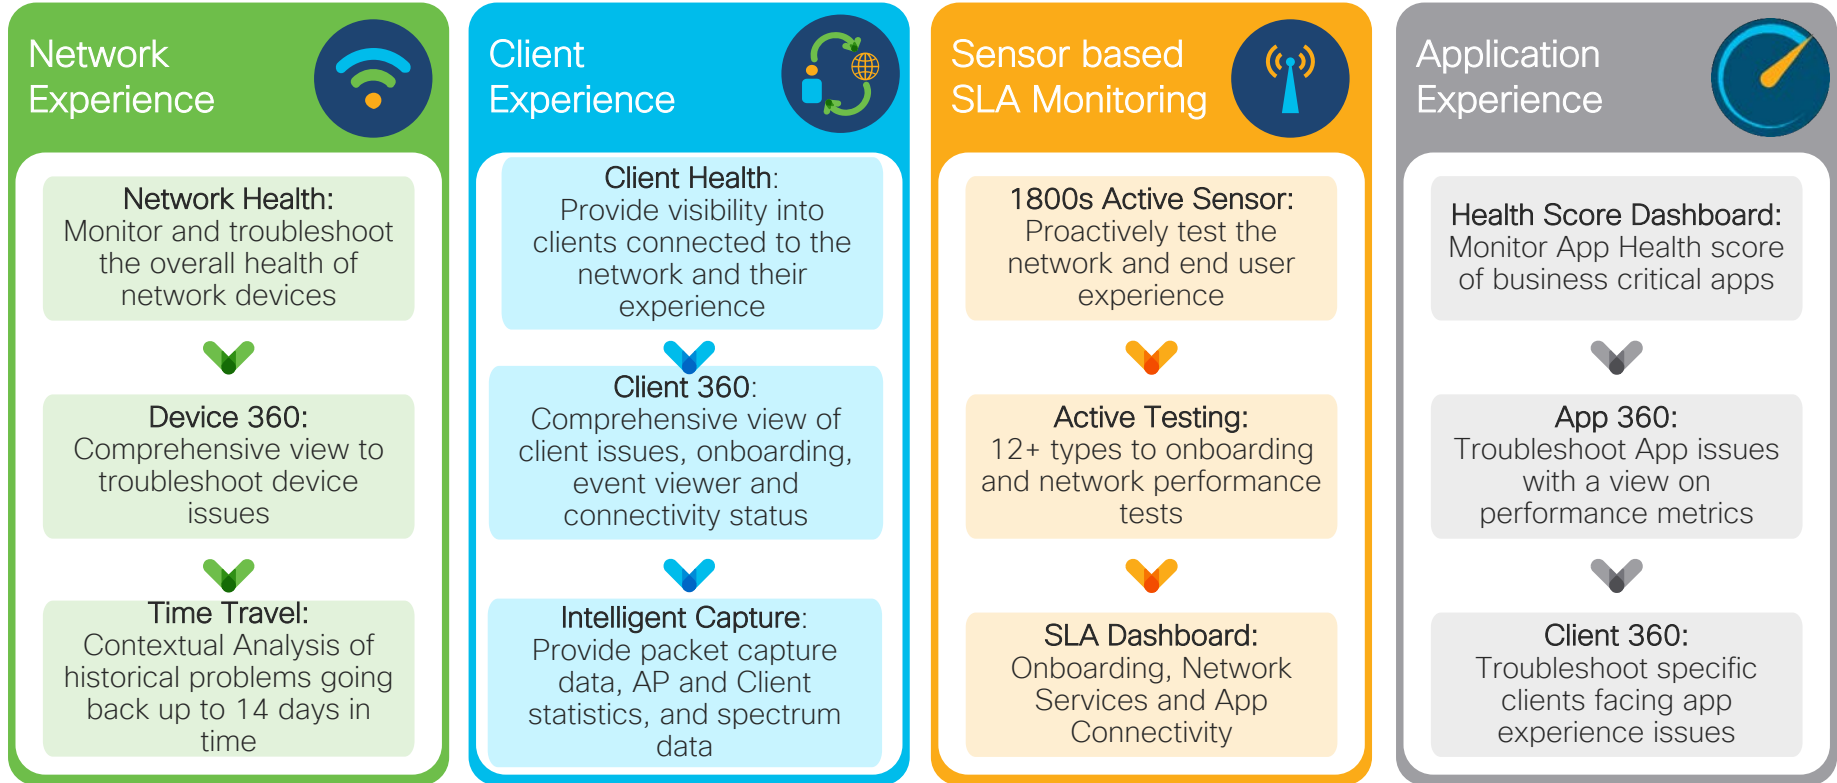 Network
Experience
Network Health:
Monitor and troubleshoot
the overall health of
network devices
Device 360:
Comprehensive view to
troubleshoot device
issues
Time Travel:
Contextual Analysis of
historical problems going
back up to 14 days in
time
Client
Experience
Client Health:
Provide visibility into
clients connected to the
network and their
experience
Client 360:
Comprehensive view of
client issues, onboarding,
event viewer and
connectivity status
Intelligent Capture:
Provide packet capture
data, AP and Client
statistics, and spectrum
data
Sensor based
SLA Monitoring
1800s Active Sensor:
Proactively test the
network and end user
experience
Active Testing:
12+ types to onboarding
and network performance
tests
SLA Dashboard:
Onboarding, Network
Services and App
Connectivity
Application
Experience
Health Score Dashboard:
Monitor App Health score
of business critical apps
App 360:
Troubleshoot App issues
with a view on
performance metrics
Client 360:
Troubleshoot specific
clients facing app
experience issues